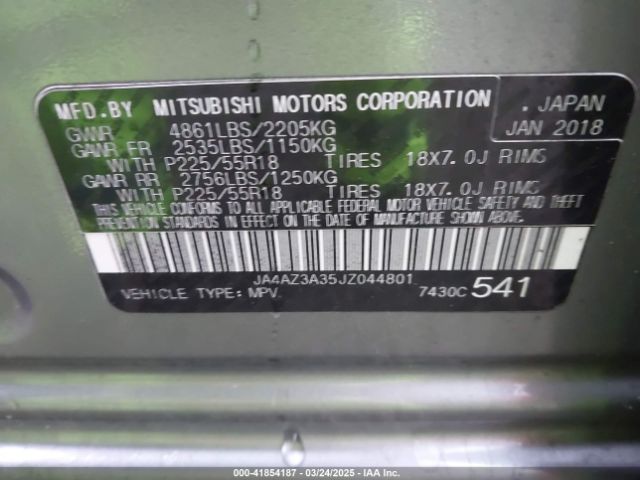 MFD.BY MITSUBISHI MOTORS CORPORATION . JAPAN
GVWR 4861LBS/2205KG JAN 2018
GAWR FR 2535LBS/1150KG
WITH P225/55R18 TIRES 18X7.0J RIMS
GAWR RR 2756LBS/1250KG
WITH P225/55R18 TIRES 18X7.0J RIMS
THIS VEHICLE CONFORMS TO ALL APPLICABLE FEDERAL MOTOR VEHICLE SAFETY AND THEFT
PREVENTION STANDARDS IN EFFECT ON THE DATE OF MANUFACTURE SHOWN ABOVE.
JA4AZ3A35JZ044801
VEHICLE TYPE: MPV 7430C 541
000-41854187 - 03/24/2025 - IAA Inc.